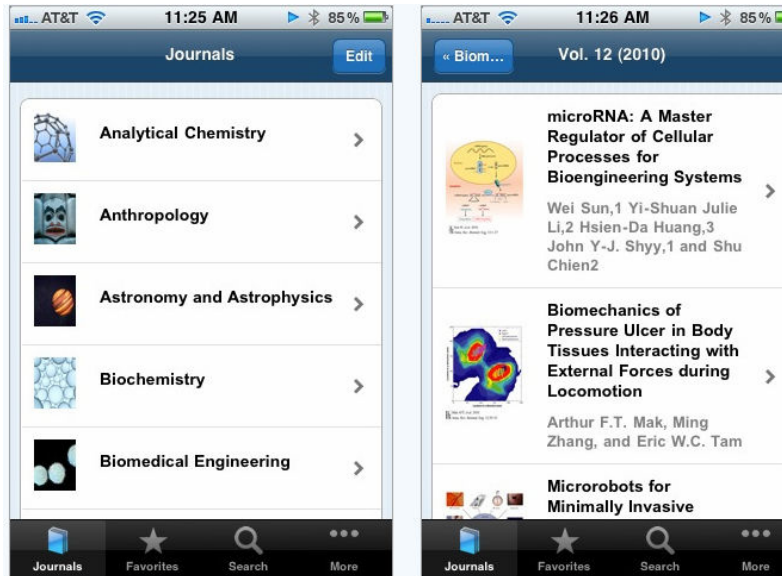 AT&T 11:25 AM 85%
Journals Edit
Analytical Chemistry
Anthropology
Astronomy and Astrophysics
Biochemistry
Biomedical Engineering
Journals Favorites Search More
AT&T 11:26 AM 85%
« Biom... Vol. 12 (2010)
microRNA: A Master
Regulator of Cellular
Processes for
Bioengineering Systems
Wei Sun,1 Yi-Shuan Julie
Li,2 Hsien-Da Huang,3
John Y-J. Shyy,1 and Shu
Chien2
Biomechanics of
Pressure Ulcer in Body
Tissues Interacting with
External Forces during
Locomotion
Arthur F.T. Mak, Ming
Zhang, and Eric W.C. Tam
Microrobots for
Minimally Invasive
Journals Favorites Search More